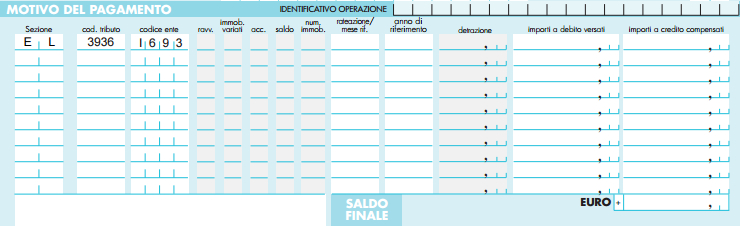 MOTIVO DEL PAGAMENTO IDENTIFICATIVO OPERAZIONE
Sezione cod. tributo codice ente ravv. immob. variati acc. saldo num. immob. rateazione/ mese rif. anno di riferimento detrazione importi a debito versati importi a credito compensati
E L 3936 I 6 9 3 , , ,
, , ,
, , ,
, , ,
, , ,
, , ,
, , ,
, , ,
, , ,
, , ,
SALDO FINALE EURO + ,